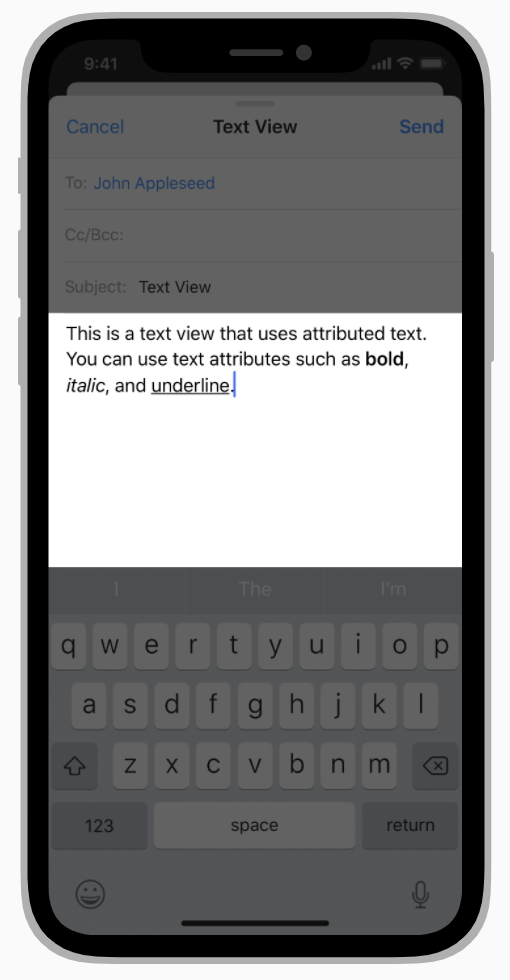 9:41
Cancel Text View Send
To: John Appleseed
Cc/Bcc:
Subject: Text View
This is a text view that uses attributed text.
You can use text attributes such as bold,
italic, and underline.
I The I'm
q w e r t y u i o p
a s d f g h j k l
z x c v b n m
123 space return